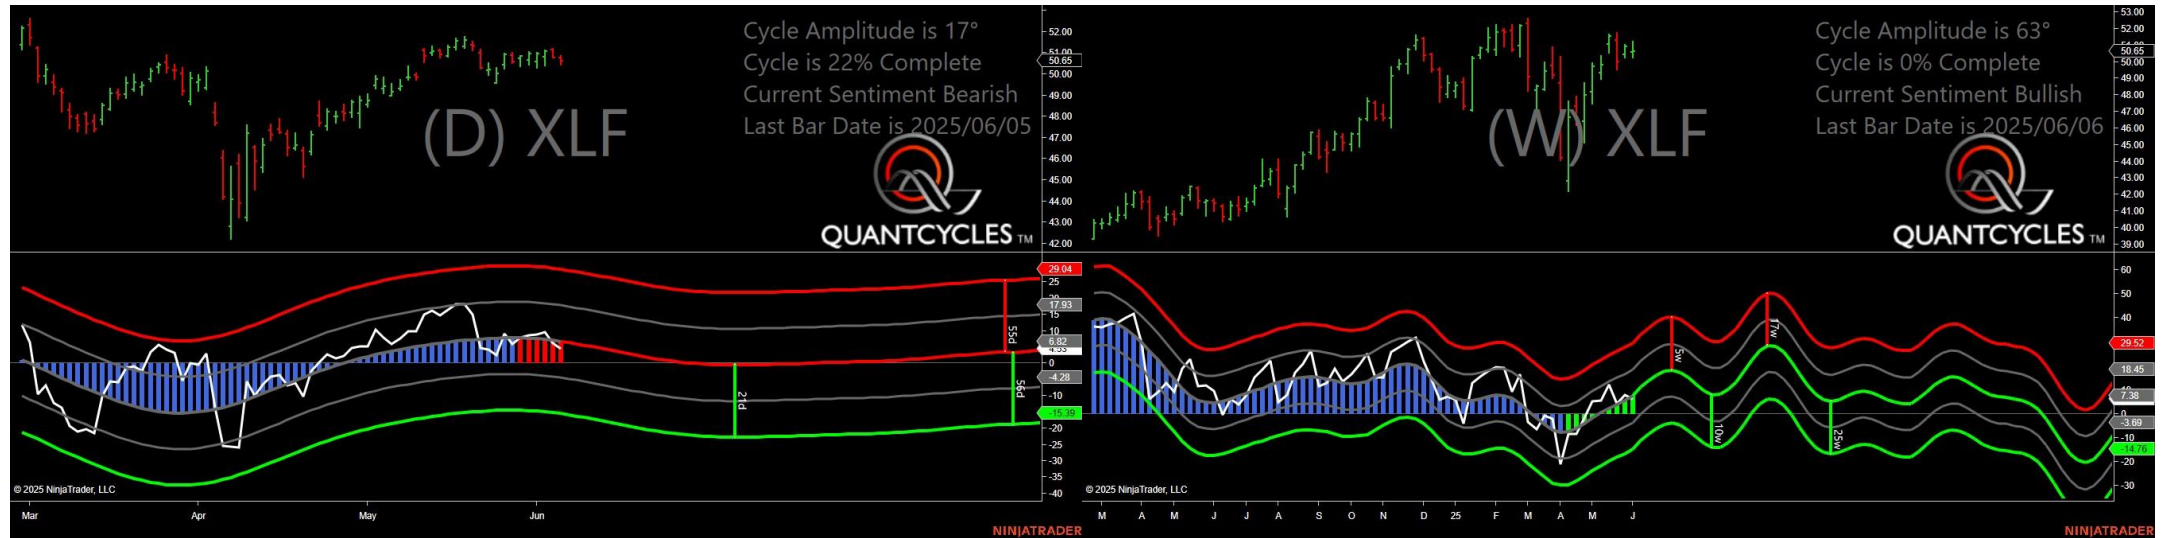 Cycle Amplitude is 17°
Cycle is 22% Complete
Current Sentiment Bearish
Last Bar Date is 2025/06/05
(D) XLF
QUANTCYCLES TM
52.00
51.00
50.65
50.00
49.00
48.00
47.00
46.00
45.00
44.00
43.00
42.00
29.04
25
17.93
15
10
6.82
4.53
0
-4.28
-10
-15.39
-20
-25
-30
-35
-40
21d
55d
56d
© 2025 NinjaTrader, LLC
Mar Apr May Jun
NINJATRADER
Cycle Amplitude is 63°
Cycle is 0% Complete
Current Sentiment Bullish
Last Bar Date is 2025/06/06
(W) XLF
QUANTCYCLES TM
53.00
52.00
50.65
50.00
49.00
48.00
47.00
46.00
45.00
44.00
43.00
42.00
41.00
40.00
39.00
60
50
40
29.52
18.45
7.38
0
-3.69
-10
-14.76
-20
-30
5w
17w
10w
25w
© 2025 NinjaTrader, LLC
M A M J J A S O N D 25 F M A M J
NINJATRADER